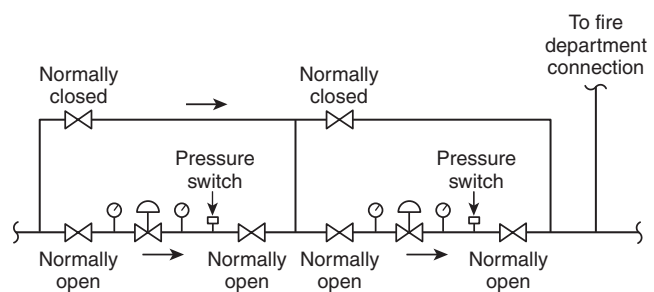 To fire
department
connection
Normally
closed
Normally
closed
Pressure
switch
Pressure
switch
Normally
open
Normally
open
Normally
open
Normally
open